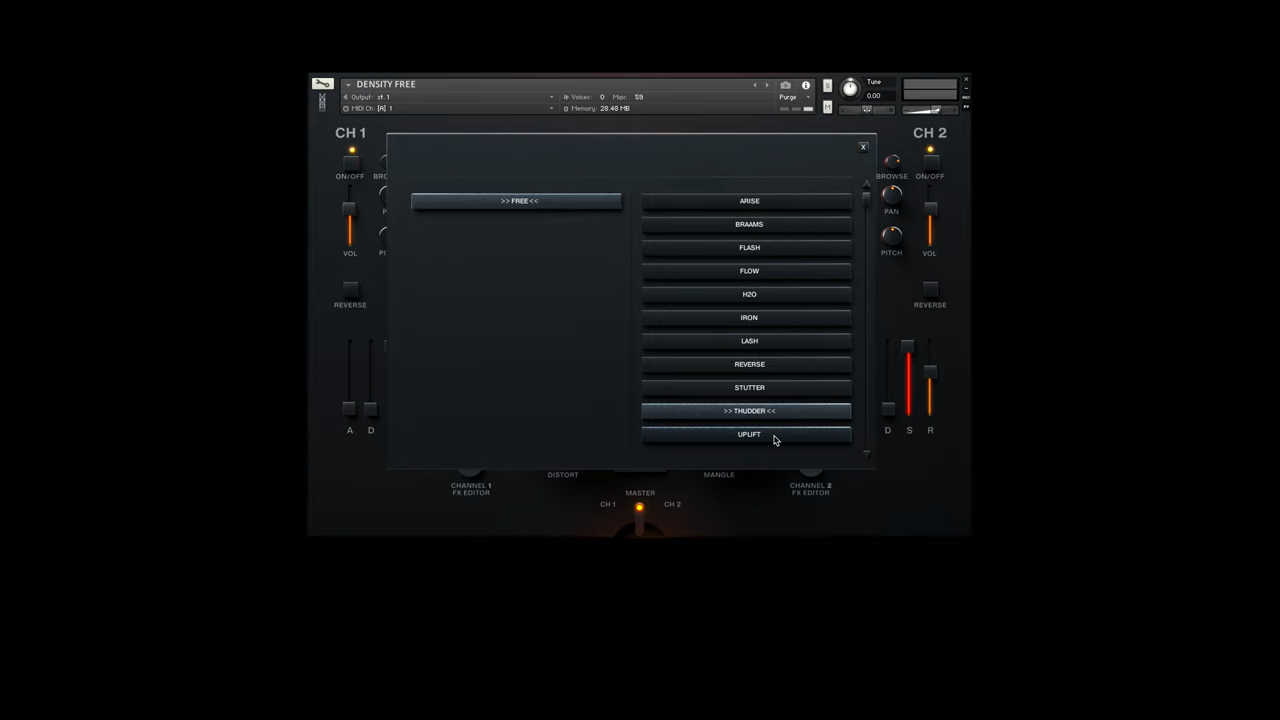 DENSITY FREE
Output: st. 1
Voices: 0 Max: 59
Purge
Tune
0.00
MIDI Ch: [A] 1
Memory: 28.48 MB
S
M
CH 1
CH 2
X
ON/OFF
BROWSE
ON/OFF
>> FREE <<
ARISE
PAN
BRAAMS
FLASH
VOL
PITCH
VOL
FLOW
H2O
REVERSE
REVERSE
IRON
LASH
REVERSE
STUTTER
>> THUDDER <<
UPLIFT
A D
D S R
DISTORT
MANGLE
CHANNEL 1
FX EDITOR
CHANNEL 2
FX EDITOR
MASTER
CH 1
CH 2